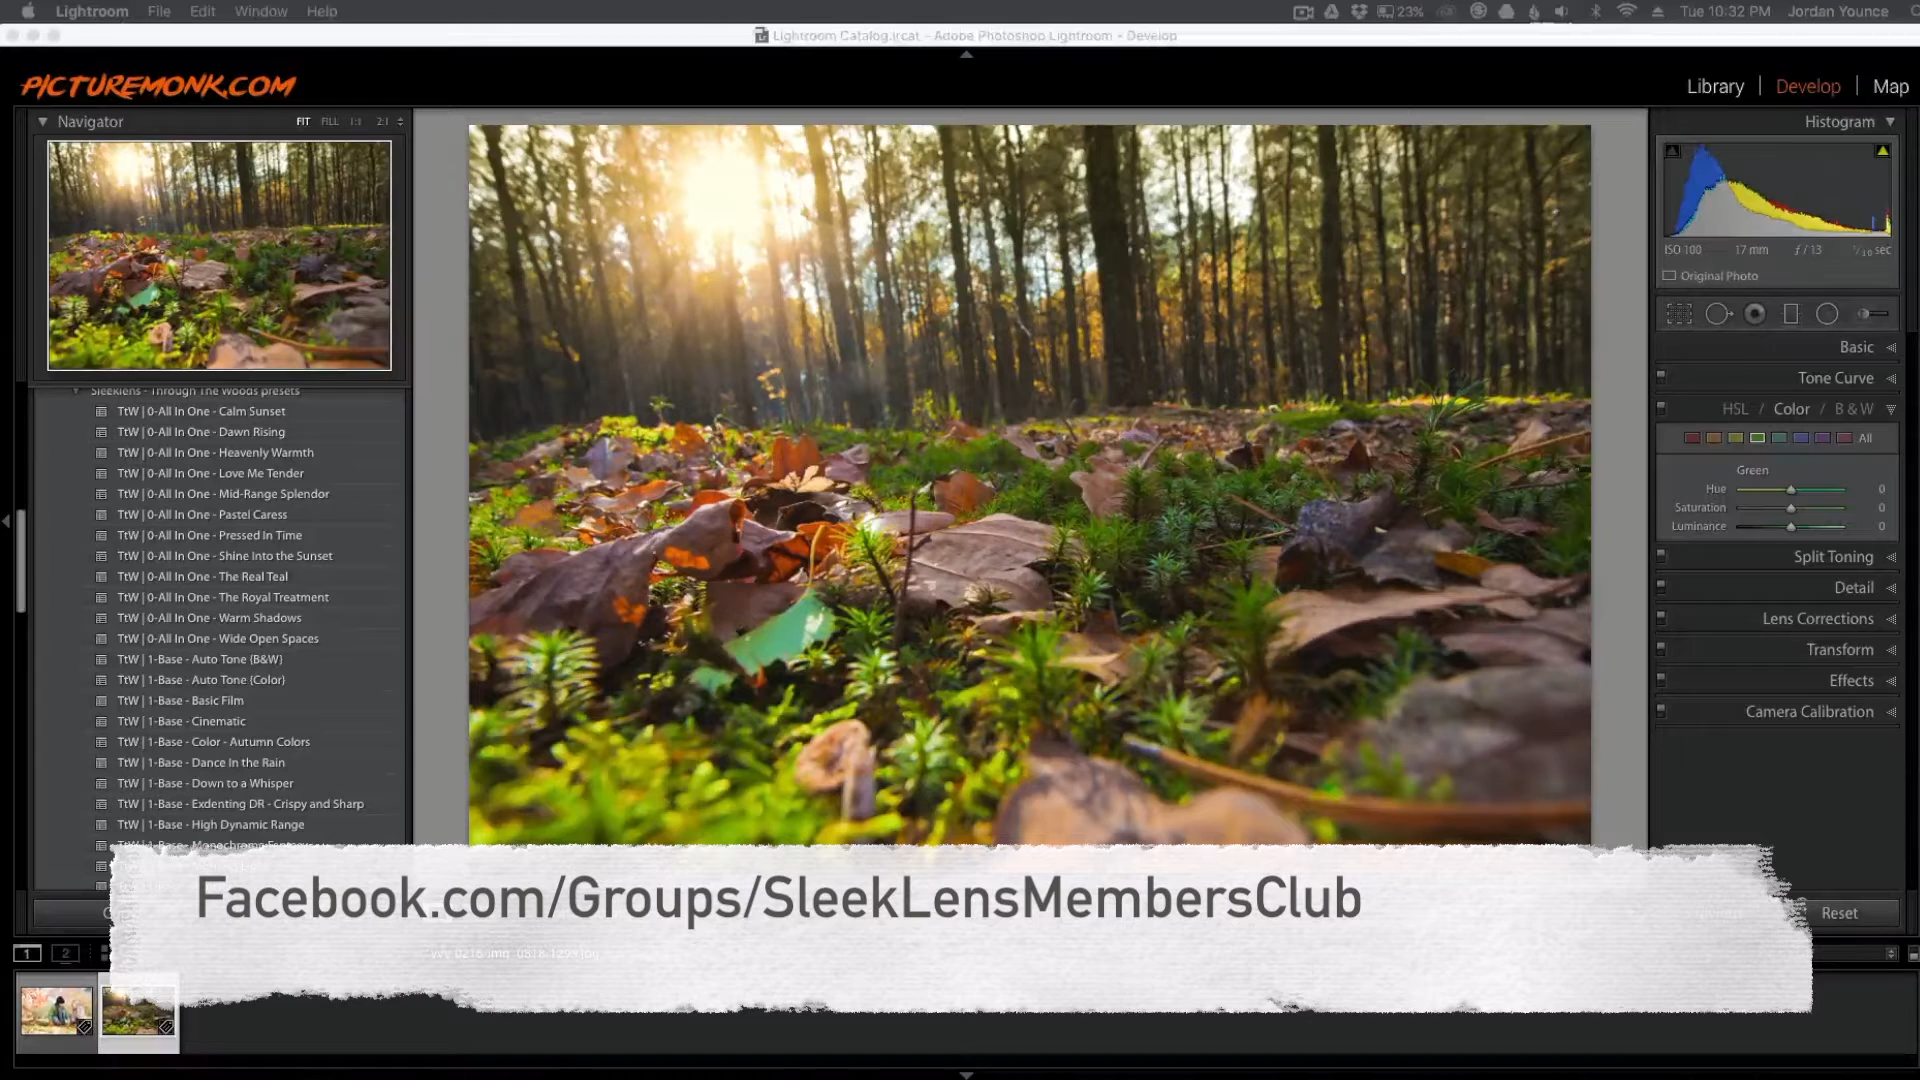 Lightroom File Edit Window Help 23% Tue 10:32 PM Jordan Younce
Lightroom Catalog.lrcat - Adobe Photoshop Lightroom - Develop
PICTUREMONK.COM
Library | Develop | Map
Navigator FIT FILL 1:1 2:1
Histogram
ISO 100 17 mm ƒ / 13 1/10 sec
Original Photo
Basic
Tone Curve
HSL / Color / B & W
All
Green
Hue 0
Saturation 0
Luminance 0
Split Toning
Detail
Lens Corrections
Transform
Effects
Camera Calibration
Sleeklens - Through The Woods presets
TtW | 0-All In One - Calm Sunset
TtW | 0-All In One - Dawn Rising
TtW | 0-All In One - Heavenly Warmth
TtW | 0-All In One - Love Me Tender
TtW | 0-All In One - Mid-Range Splendor
TtW | 0-All In One - Pastel Caress
TtW | 0-All In One - Pressed In Time
TtW | 0-All In One - Shine Into the Sunset
TtW | 0-All In One - The Real Teal
TtW | 0-All In One - The Royal Treatment
TtW | 0-All In One - Warm Shadows
TtW | 0-All In One - Wide Open Spaces
TtW | 1-Base - Auto Tone {B&W}
TtW | 1-Base - Auto Tone {Color}
TtW | 1-Base - Basic Film
TtW | 1-Base - Cinematic
TtW | 1-Base - Color - Autumn Colors
TtW | 1-Base - Dance In the Rain
TtW | 1-Base - Down to a Whisper
TtW | 1-Base - Exdenting DR - Crispy and Sharp
TtW | 1-Base - High Dynamic Range
Facebook.com/Groups/SleekLensMembersClub
Reset
1 2